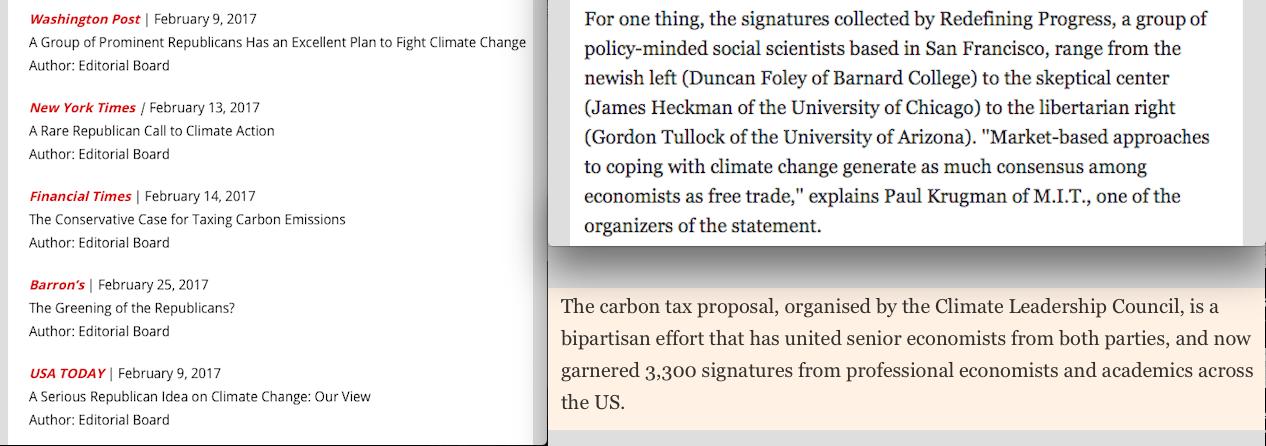 Washington Post | February 9, 2017
A Group of Prominent Republicans Has an Excellent Plan to Fight Climate Change
Author: Editorial Board
New York Times / February 13, 2017
A Rare Republican Call to Climate Action
Author: Editorial Board
Financial Times | February 14, 2017
The Conservative Case for Taxing Carbon Emissions
Author: Editorial Board
Barron's | February 25, 2017
The Greening of the Republicans?
Author: Editorial Board
USA TODAY | February 9, 2017
A Serious Republican Idea on Climate Change: Our View
Author: Editorial Board
For one thing, the signatures collected by Redefining Progress, a group of
policy-minded social scientists based in San Francisco, range from the
newish left (Duncan Foley of Barnard College) to the skeptical center
(James Heckman of the University of Chicago) to the libertarian right
(Gordon Tullock of the University of Arizona). "Market-based approaches
to coping with climate change generate as much consensus among
economists as free trade," explains Paul Krugman of M.I.T., one of the
organizers of the statement.
The carbon tax proposal, organised by the Climate Leadership Council, is a
bipartisan effort that has united senior economists from both parties, and now
garnered 3,300 signatures from professional economists and academics across
the US.